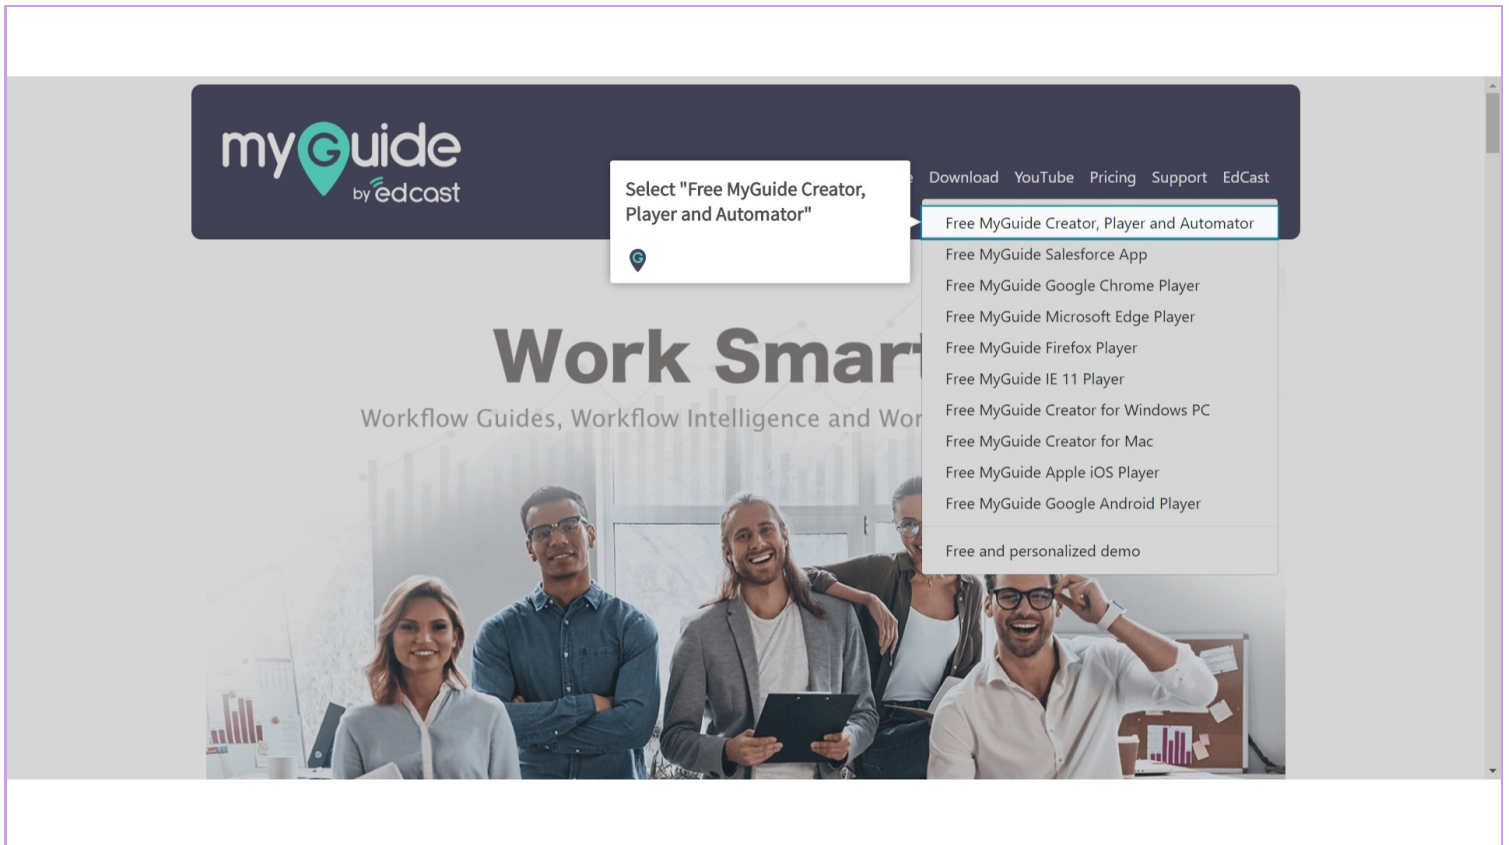 myGuide
by edcast
Download YouTube Pricing Support EdCast
Select "Free MyGuide Creator,
Player and Automator"
Free MyGuide Creator, Player and Automator
Free MyGuide Salesforce App
Free MyGuide Google Chrome Player
Free MyGuide Microsoft Edge Player
Free MyGuide Firefox Player
Free MyGuide IE 11 Player
Free MyGuide Creator for Windows PC
Free MyGuide Creator for Mac
Free MyGuide Apple iOS Player
Free MyGuide Google Android Player
Free and personalized demo
Work Smar
Workflow Guides, Workflow Intelligence and Wor